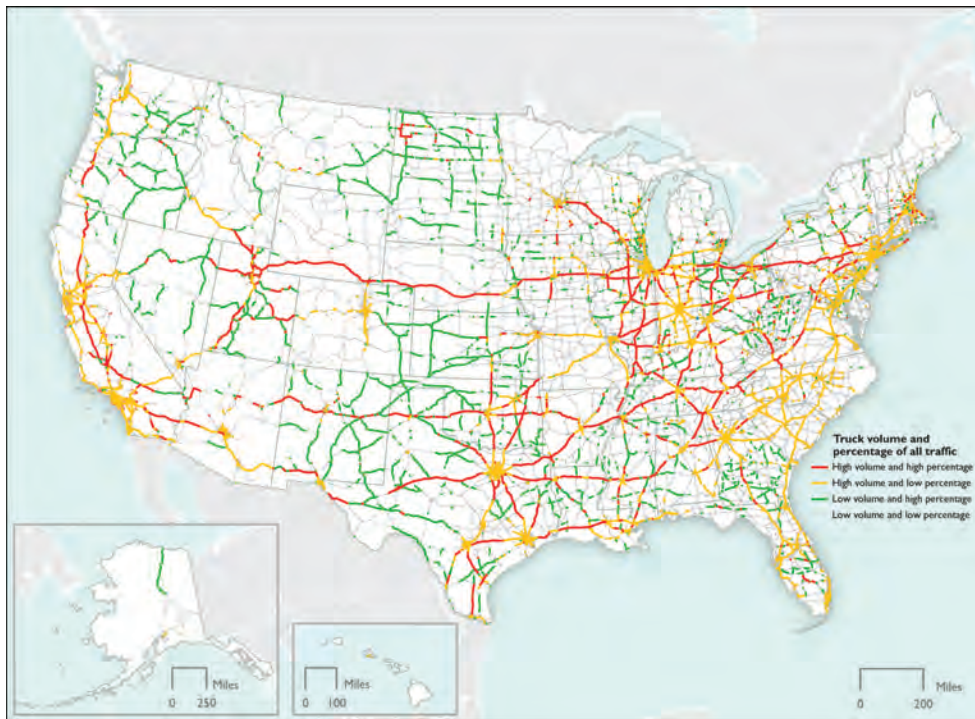 Truck volume and
percentage of all traffic
High volume and high percentage
High volume and low percentage
Low volume and high percentage
Low volume and low percentage
Miles
0 250
Miles
0 100
Miles
0 200